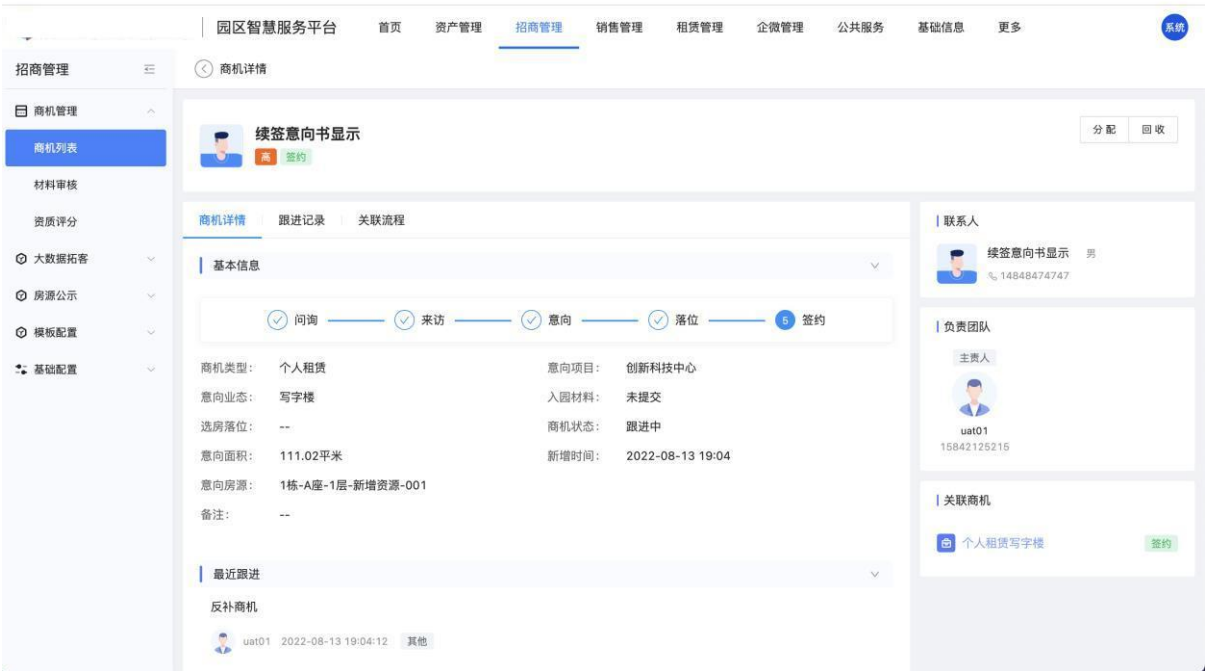 园区智慧服务平台 首页 资产管理 招商管理 销售管理 租赁管理 企微管理 公共服务 基础信息 更多 系统
招商管理
商机详情
商机管理
商机列表
材料审核
资质评分
大数据拓客
房源公示
模板配置
基础配置
续签意向书显示
高 签约
分配 回收
商机详情 跟进记录 关联流程
基本信息
问询 来访 意向 落位 5 签约
商机类型: 个人租赁 意向项目: 创新科技中心
意向业态: 写字楼 入园材料: 未提交
选房落位: -- 商机状态: 跟进中
意向面积: 111.02平米 新增时间: 2022-08-13 19:04
意向房源: 1栋-A座-1层-新增资源-001
备注: --
最近跟进
反补商机
uat01 2022-08-13 19:04:12 其他
联系人
续签意向书显示 男
14848474747
负责团队
主责人
uat01
15842125215
关联商机
个人租赁写字楼 签约